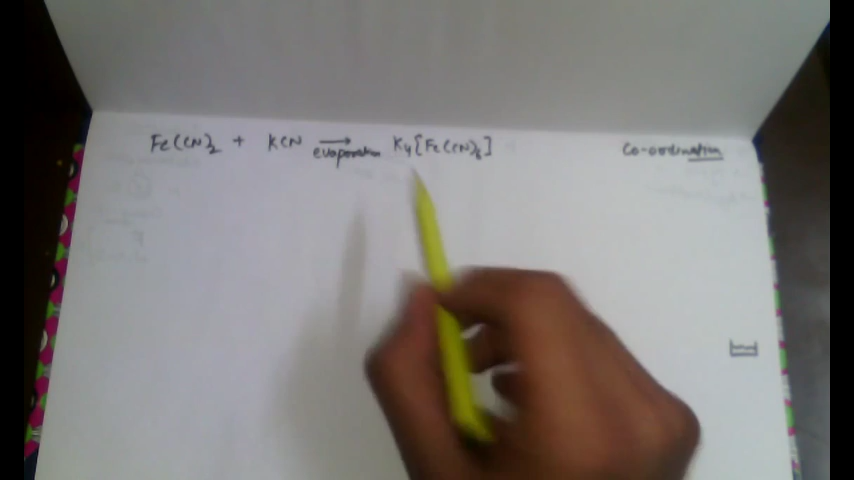 Fe(CN)₂ + KCN → K₄[Fe(CN)₆] Co-ordination
evaporation